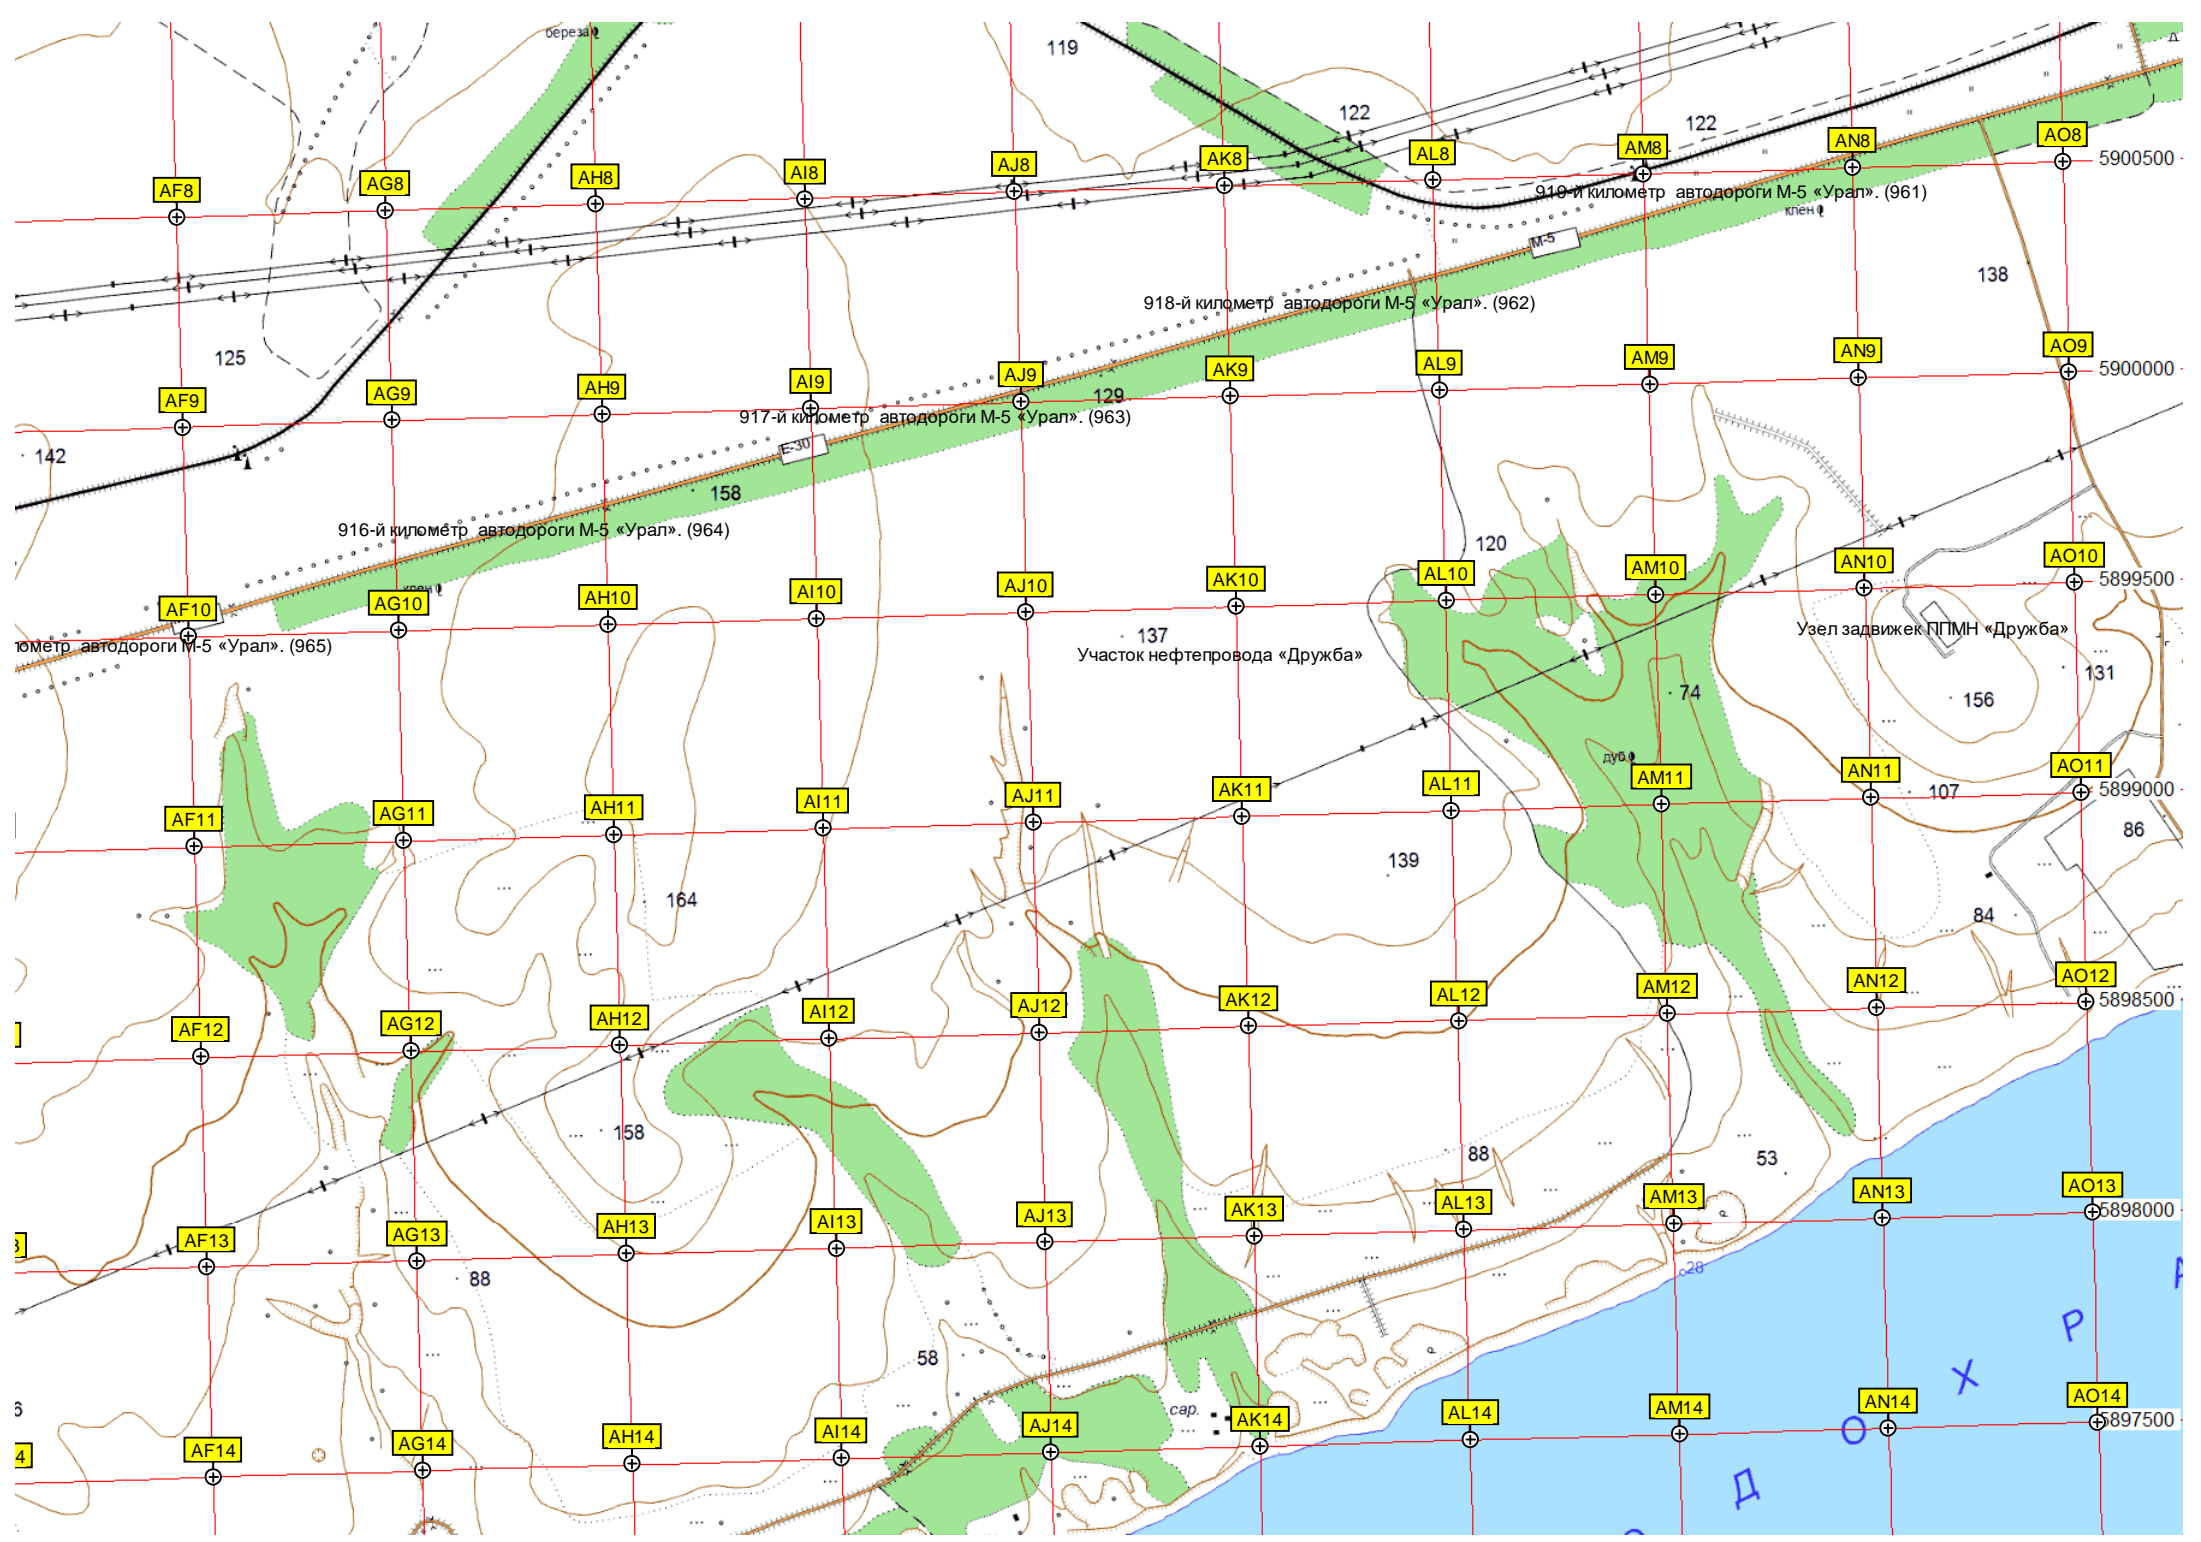 береза
119
122
122
AF8
AG8
AH8
AI8
AJ8
AK8
AL8
AM8
AN8
AO8
5900500
919-й километр автодороги М-5 «Урал». (961)
клен
М-5
138
918-й километр автодороги М-5 «Урал». (962)
125
AF9
AG9
AH9
AI9
AJ9
AK9
AL9
AM9
AN9
AO9
5900000
129
917-й километр автодороги М-5 «Урал». (963)
142
E-30
158
916-й километр автодороги М-5 «Урал». (964)
120
клен
AF10
AG10
AH10
AI10
AJ10
AK10
AL10
AM10
AN10
AO10
5899500
ометр автодороги М-5 «Урал». (965)
137
Участок нефтепровода «Дружба»
Узел задвижек ППМН «Дружба»
131
74
156
дуб
AF11
AG11
AH11
AI11
AJ11
AK11
AL11
AM11
AN11
AO11
5899000
107
86
139
164
84
AF12
AG12
AH12
AI12
AJ12
AK12
AL12
AM12
AN12
AO12
5898500
158
88
53
3
AF13
AG13
AH13
AI13
AJ13
AK13
AL13
AM13
AN13
AO13
5898000
88
28
А
Р
58
Х
6
сар.
4
AF14
AG14
AH14
AI14
AJ14
AK14
AL14
AM14
AN14
AO14
5897500
О
Д